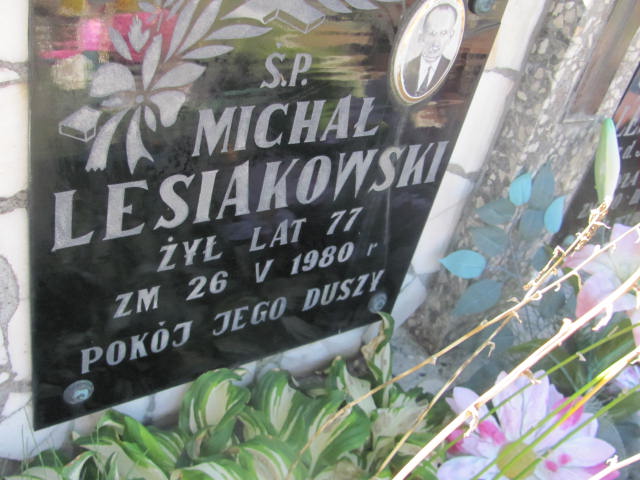 Ś.P.
MICHAŁ
LESIAKOWSKI
ŻYŁ LAT 77
ZM 26 V 1980 r
POKÓJ JEGO DUSZY